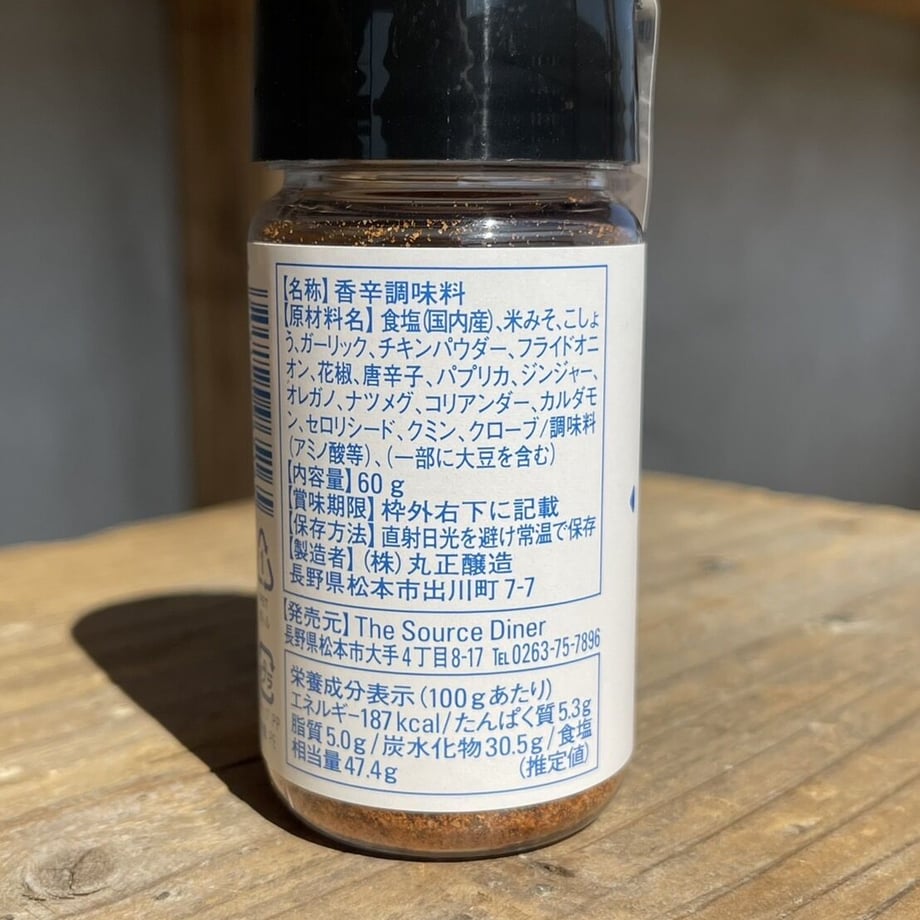 【名称】香辛調味料
【原材料名】食塩(国内産)、米みそ、こしょ
う、ガーリック、チキンパウダー、フライドオニ
オン、花椒、唐辛子、パプリカ、ジンジャー、
オレガノ、ナツメグ、コリアンダー、カルダモ
ン、セロリシード、クミン、クローブ/調味料
(アミノ酸等)、(一部に大豆を含む)
【内容量】60g
【賞味期限】枠外右下に記載
【保存方法】直射日光を避け常温で保存
【製造者】(株)丸正醸造
長野県松本市出川町7-7
【発売元】The Source Diner
長野県松本市大手4丁目8-17 TEL0263-75-7896
栄養成分表示(100gあたり)
エネルギー187kcal/たんぱく質5.3g
脂質5.0g/炭水化物30.5g/食塩
相当量47.4g (推定値)
プラ